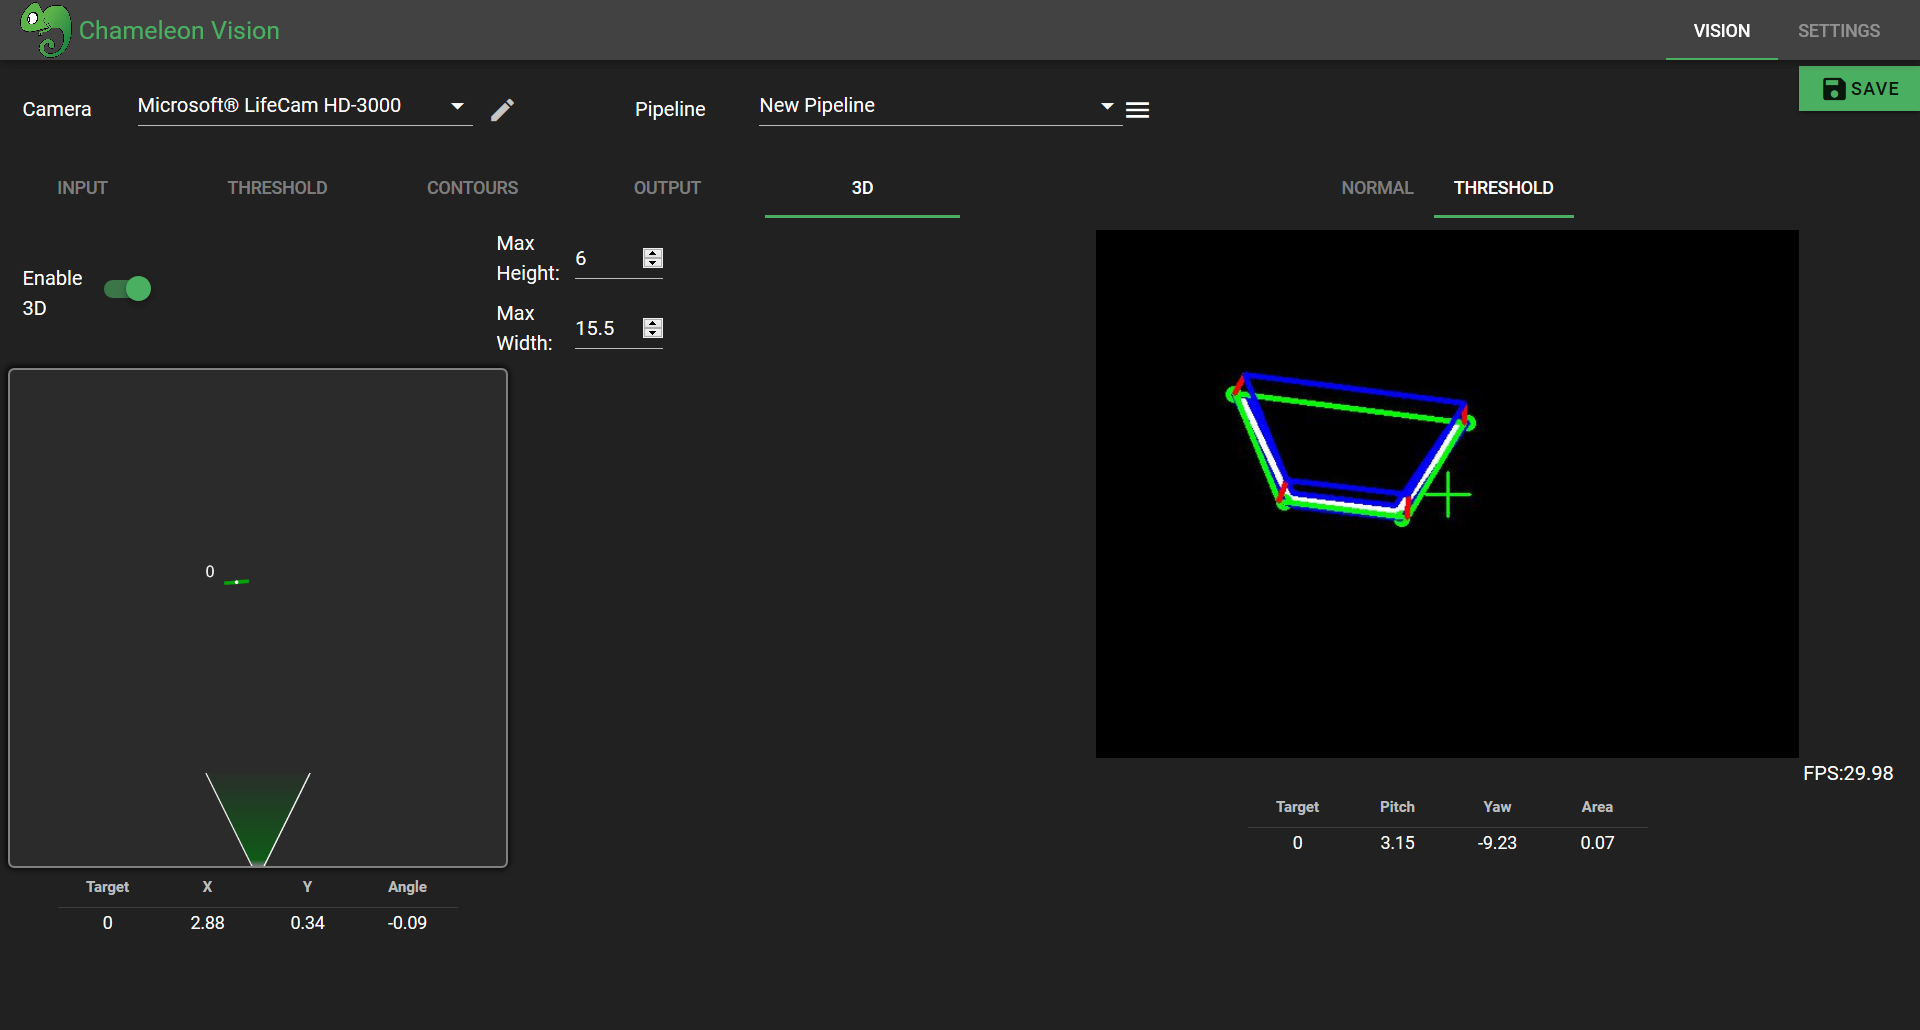 Chameleon Vision
VISION
SETTINGS
SAVE
Camera
Microsoft® LifeCam HD-3000
Pipeline
New Pipeline
INPUT
THRESHOLD
CONTOURS
OUTPUT
3D
NORMAL
THRESHOLD
Enable
3D
Max
Height:
6
Max
Width:
15.5
0
FPS:29.98
Target Pitch Yaw Area
0 3.15 -9.23 0.07
Target X Y Angle
0 2.88 0.34 -0.09